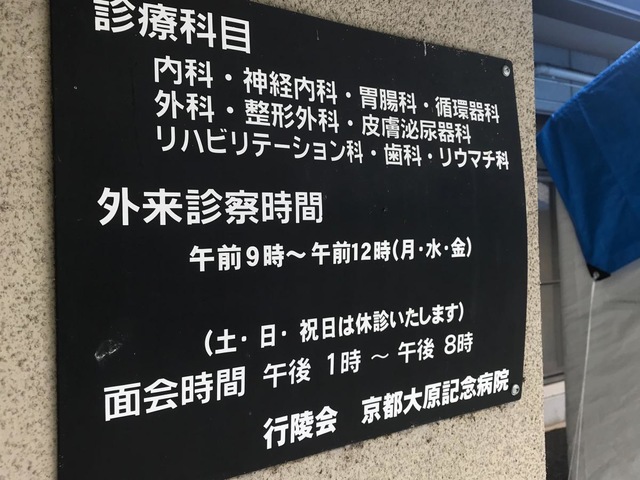 診療科目
内科・神経内科・胃腸科・循環器科
外科・整形外科・皮膚泌尿器科
リハビリテーション科・歯科・リウマチ科
外来診察時間
午前9時～午前12時(月・水・金)
(土・日・祝日は休診いたします)
面会時間 午後 1時 ～ 午後 8時
行陵会 京都大原記念病院